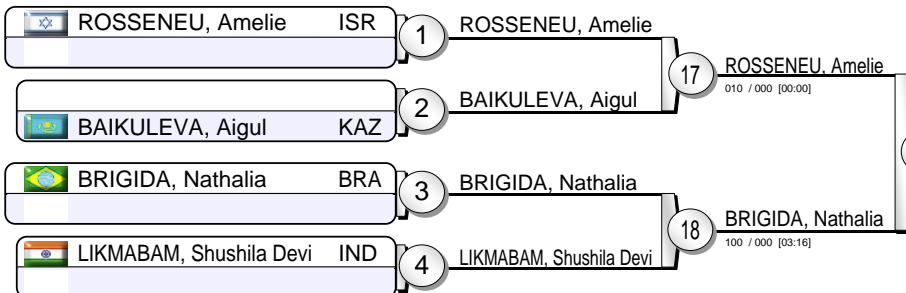 ROSSENEU, Amelie ISR
1
ROSSENEU, Amelie
17
ROSSENEU, Amelie
010 / 000 [00:00]
2
BAIKULEVA, Aigul
BAIKULEVA, Aigul KAZ
BRIGIDA, Nathalia BRA
3
BRIGIDA, Nathalia
18
BRIGIDA, Nathalia
100 / 000 [03:16]
LIKMABAM, Shushila Devi IND
4
LIKMABAM, Shushila Devi